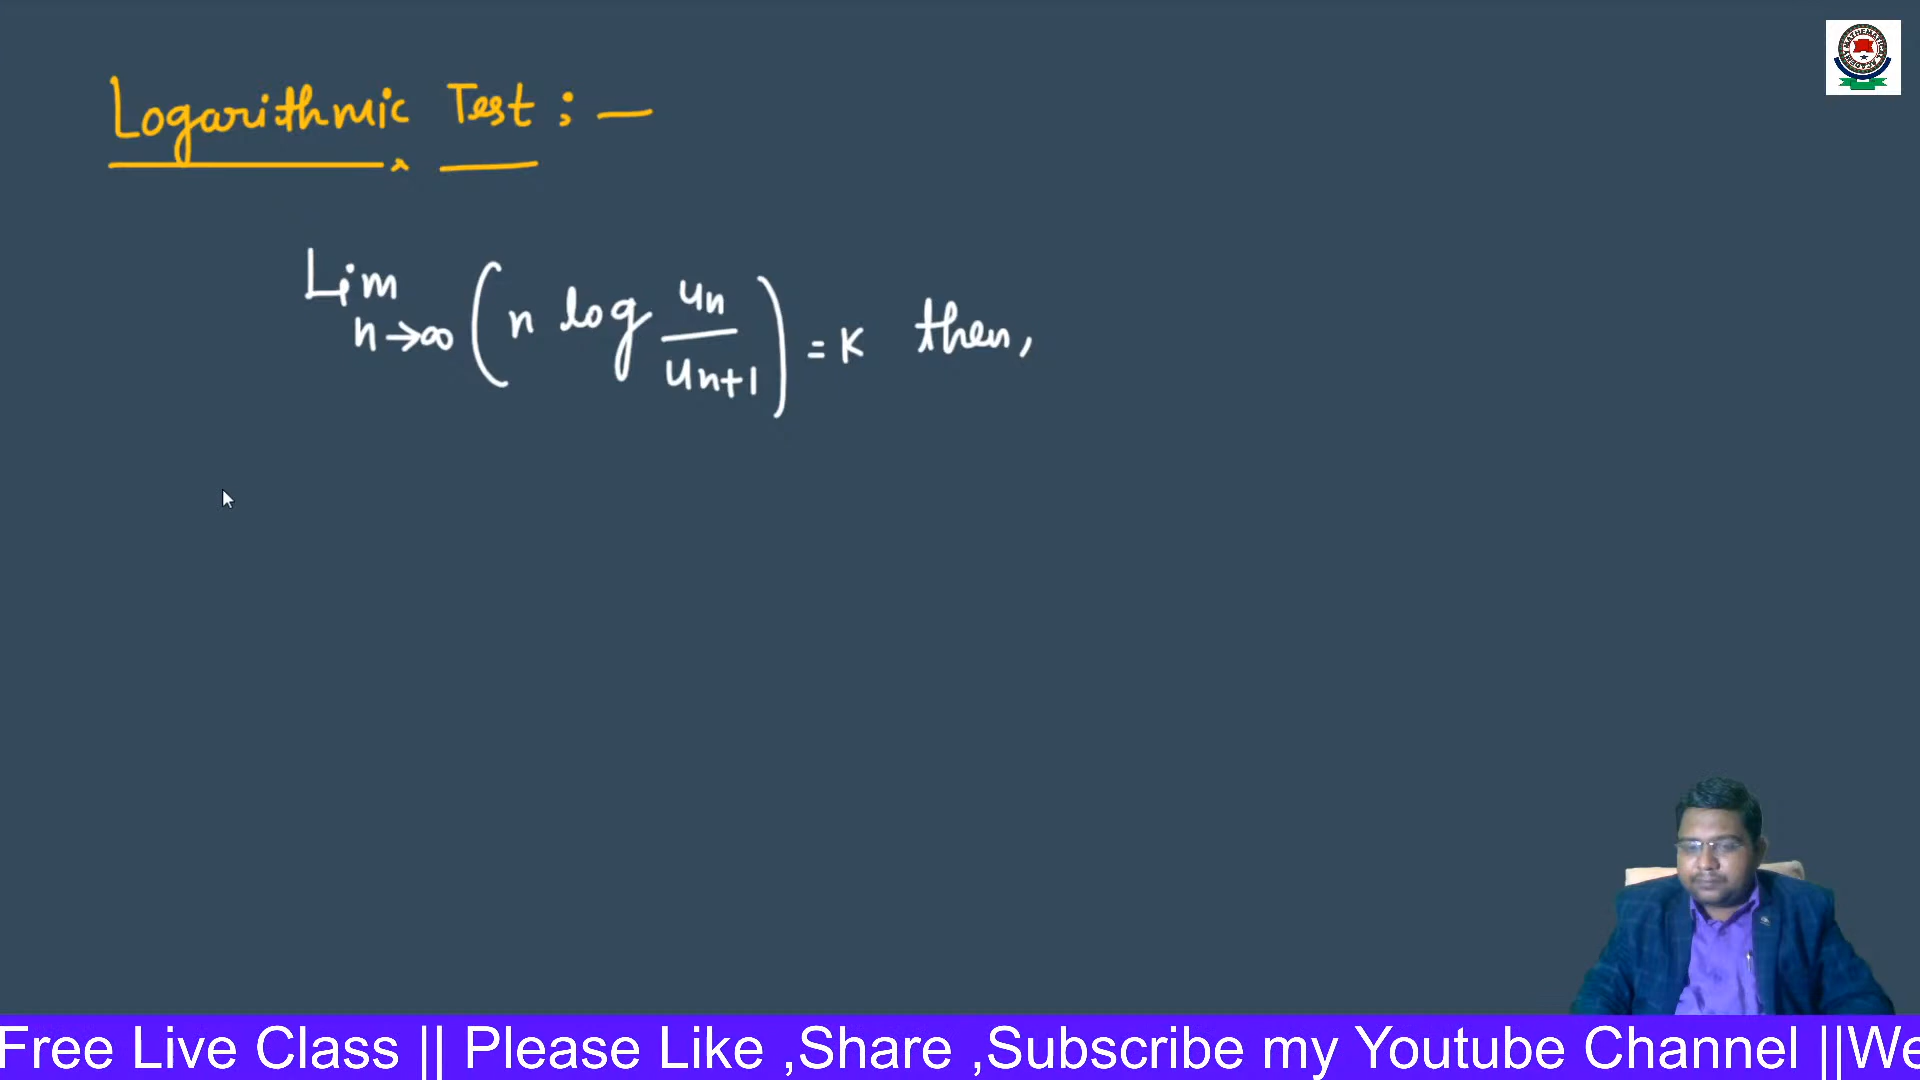 Logarithmic Test : —
Lim n→∞ ( n log un/un+1 ) = K then,
Free Live Class || Please Like ,Share ,Subscribe my Youtube Channel ||We